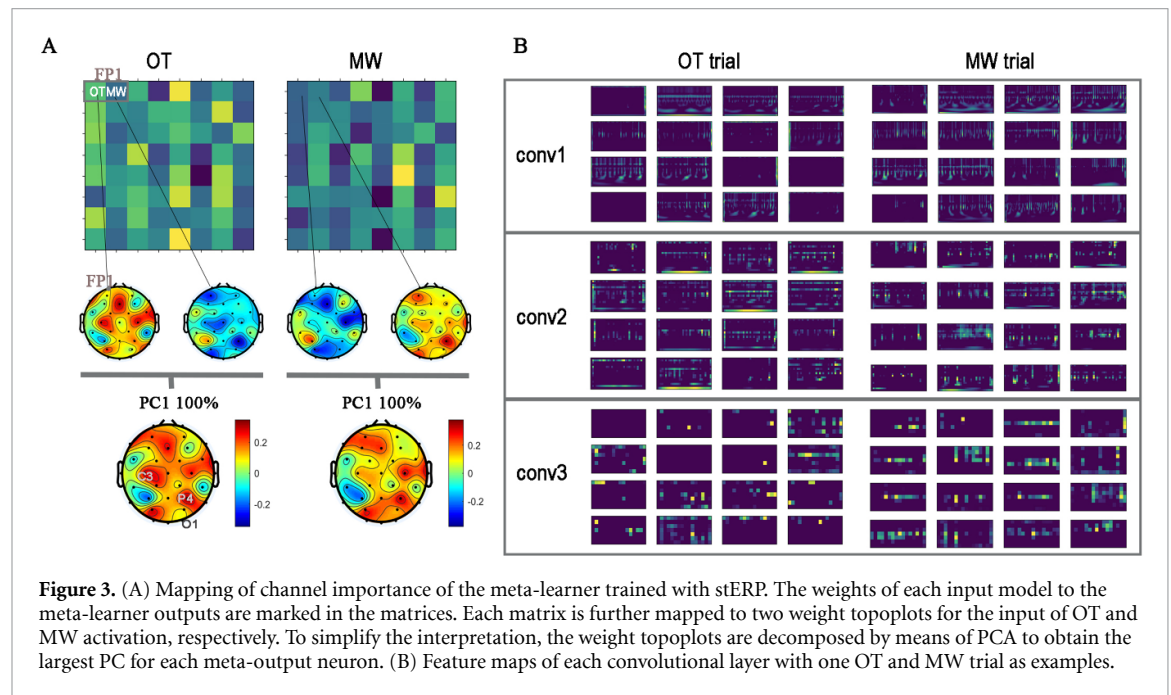 A
OT
MW
FP1
OTMW
FP1
PC1 100%
PC1 100%
0.2
0
-0.2
0.2
0
-0.2
C3
P4
O1
B
OT trial
MW trial
conv1
conv2
conv3
Figure 3. (A) Mapping of channel importance of the meta-learner trained with stERP. The weights of each input model to the
meta-learner outputs are marked in the matrices. Each matrix is further mapped to two weight topoplots for the input of OT and
MW activation, respectively. To simplify the interpretation, the weight topoplots are decomposed by means of PCA to obtain the
largest PC for each meta-output neuron. (B) Feature maps of each convolutional layer with one OT and MW trial as examples.